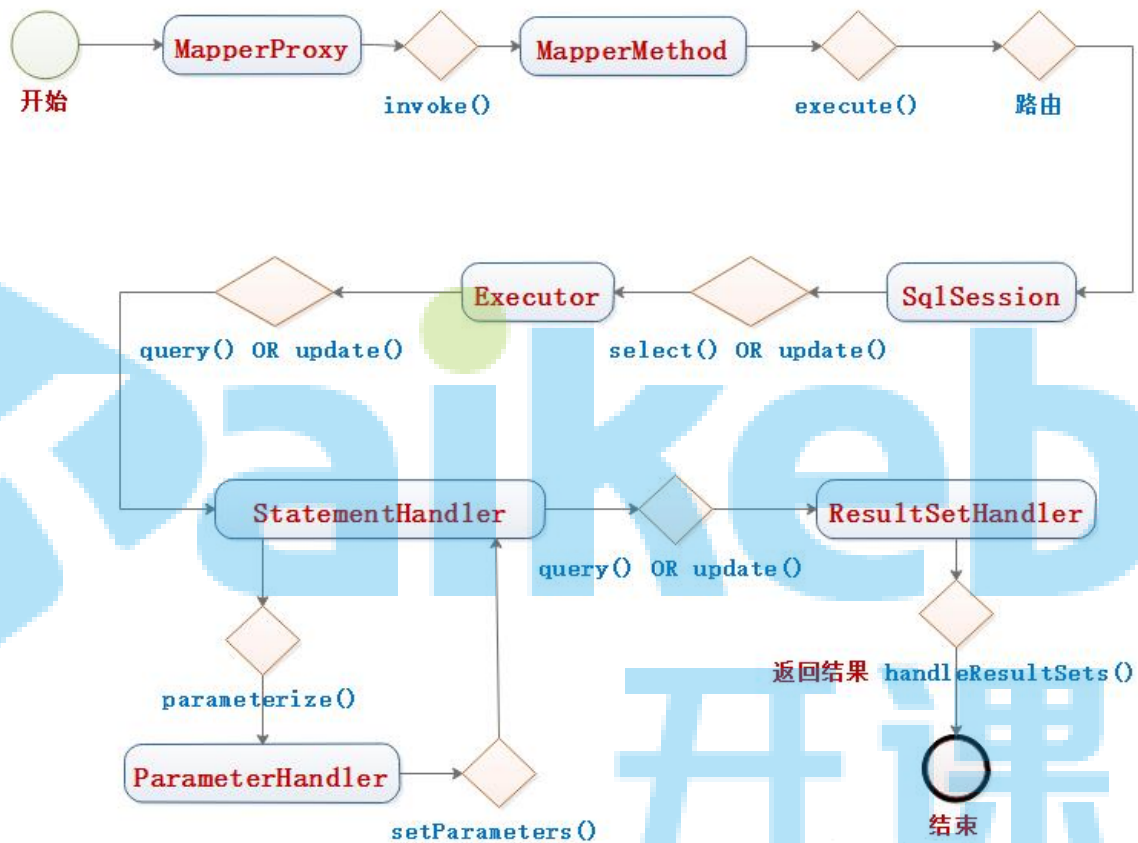 MapperProxy
MapperMethod
开始
invoke()
execute()
路由
Executor
SqlSession
query() OR update()
select() OR update()
aikeb
StatementHandler
ResultSetHandler
query() OR update()
返回结果 handleResultSets()
parameterize()
ParameterHandler
setParameters()
开课
结束